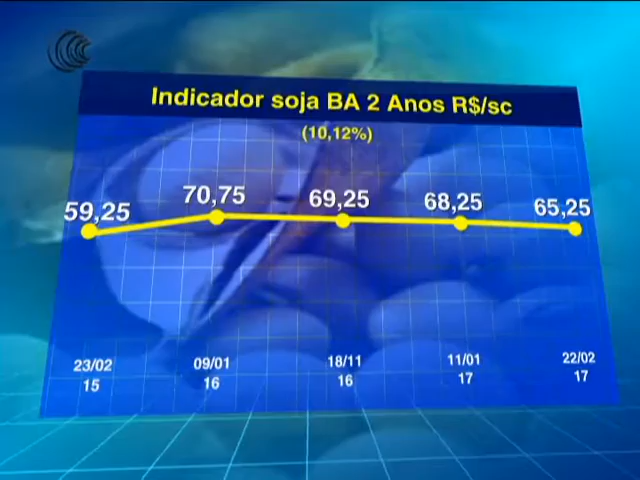 Indicador soja BA 2 Anos R$/sc
(10,12%)
59,25 70,75 69,25 68,25 65,25
23/02 09/01 18/11 11/01 22/02
15 16 16 17 17